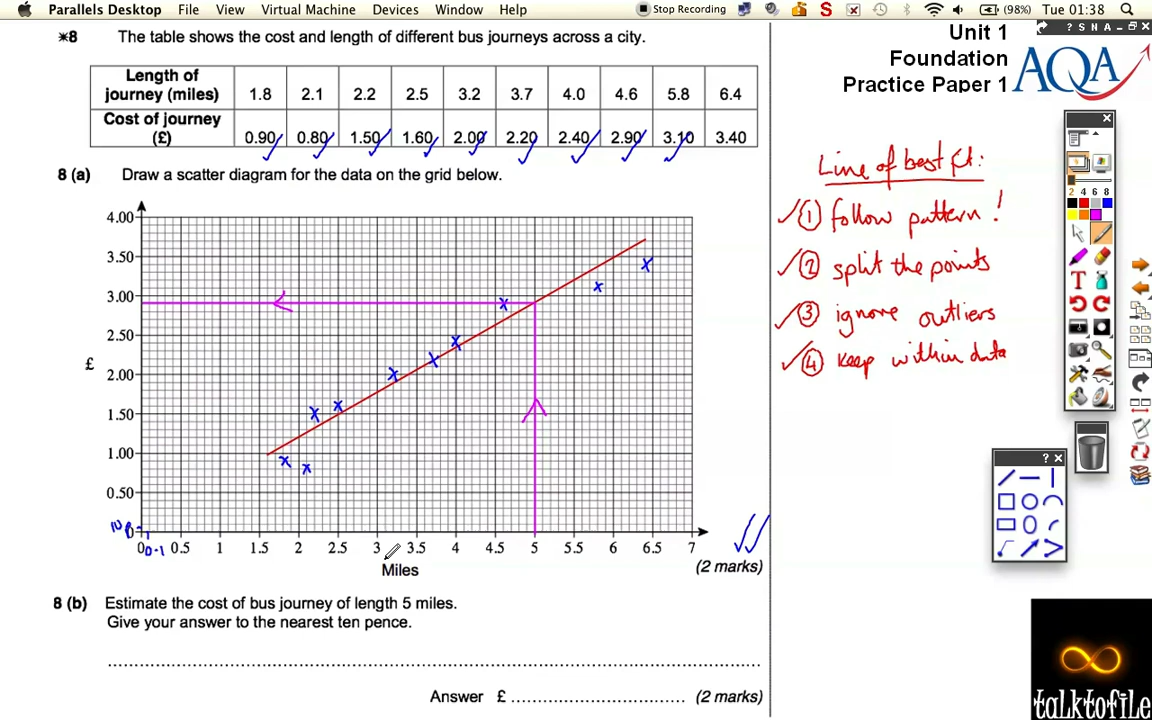 Parallels Desktop File View Virtual Machine Devices Window Help Stop Recording (98%) Tue 01:38
Unit 1
Foundation
Practice Paper 1
AQA
✶8 The table shows the cost and length of different bus journeys across a city.
Length of journey (miles) 1.8 2.1 2.2 2.5 3.2 3.7 4.0 4.6 5.8 6.4
Cost of journey (£) 0.90 0.80 1.50 1.60 2.00 2.20 2.40 2.90 3.10 3.40
8 (a) Draw a scatter diagram for the data on the grid below.
4.00
3.50
3.00
2.50
£
2.00
1.50
1.00
0.50
0
10p
0.1
0 0.5 1 1.5 2 2.5 3 3.5 4 4.5 5 5.5 6 6.5 7
Miles
(2 marks)
8 (b) Estimate the cost of bus journey of length 5 miles.
Give your answer to the nearest ten pence.
Answer £ ........................................ (2 marks)
Line of best fit:
① follow pattern!
② split the points
③ ignore outliers
④ keep within data
? S N A
2 4 6 8
T
?
talktofile